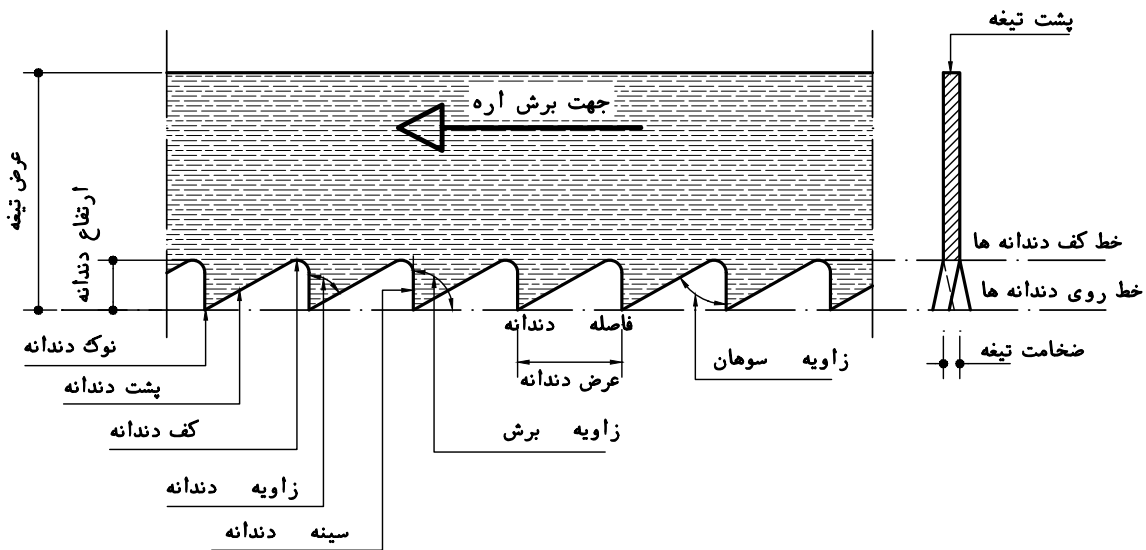 پشت تیغه
جهت برش اره
عرض تیغه
ارتفاع دندانه
خط کف دندانه ها
خط روی دندانه ها
فاصله دندانه
نوک دندانه
ضخامت تیغه
زاویه سوهان
عرض دندانه
پشت دندانه
کف دندانه
زاویه برش
زاویه دندانه
سینه دندانه